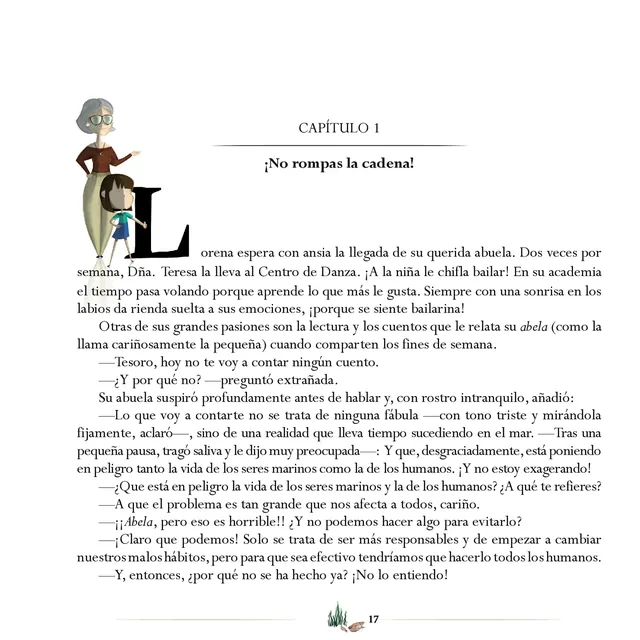 CAPÍTULO 1
¡No rompas la cadena!
Lorena espera con ansia la llegada de su querida abuela. Dos veces por
semana, Dña. Teresa la lleva al Centro de Danza. ¡A la niña le chifla bailar! En su academia
el tiempo pasa volando porque aprende lo que más le gusta. Siempre con una sonrisa en los
labios da rienda suelta a sus emociones, ¡porque se siente bailarina!
Otras de sus grandes pasiones son la lectura y los cuentos que le relata su abela (como la
llama cariñosamente la pequeña) cuando comparten los fines de semana.
—Tesoro, hoy no te voy a contar ningún cuento.
—¿Y por qué no? —preguntó extrañada.
Su abuela suspiró profundamente antes de hablar y, con rostro intranquilo, añadió:
—Lo que voy a contarte no se trata de ninguna fábula —con tono triste y mirándola
fijamente, aclaró—, sino de una realidad que lleva tiempo sucediendo en el mar. —Tras una
pequeña pausa, tragó saliva y le dijo muy preocupada—: Y que, desgraciadamente, está poniendo
en peligro tanto la vida de los seres marinos como la de los humanos. ¡Y no estoy exagerando!
—¿Que está en peligro la vida de los seres marinos y la de los humanos? ¿A qué te refieres?
—A que el problema es tan grande que nos afecta a todos, cariño.
—¡¡Abela, pero eso es horrible!! ¿Y no podemos hacer algo para evitarlo?
—¡Claro que podemos! Solo se trata de ser más responsables y de empezar a cambiar
nuestros malos hábitos, pero para que sea efectivo tendríamos que hacerlo todos los humanos.
—Y, entonces, ¿por qué no se ha hecho ya? ¡No lo entiendo!
17